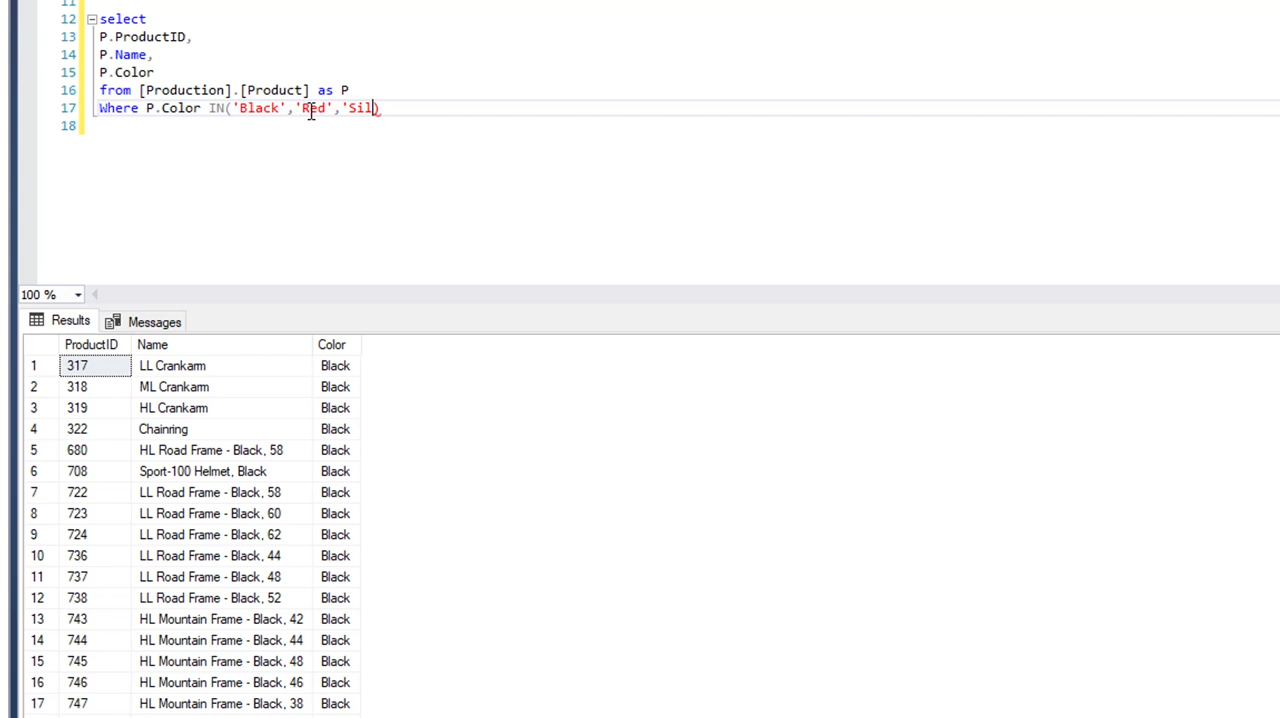 11
12 select
13 P.ProductID,
14 P.Name,
15 P.Color
16 from [Production].[Product] as P
17 Where P.Color IN('Black','Red','Sil)
18
100 %
Results Messages
ProductID Name Color
1 317 LL Crankarm Black
2 318 ML Crankarm Black
3 319 HL Crankarm Black
4 322 Chainring Black
5 680 HL Road Frame - Black, 58 Black
6 708 Sport-100 Helmet, Black Black
7 722 LL Road Frame - Black, 58 Black
8 723 LL Road Frame - Black, 60 Black
9 724 LL Road Frame - Black, 62 Black
10 736 LL Road Frame - Black, 44 Black
11 737 LL Road Frame - Black, 48 Black
12 738 LL Road Frame - Black, 52 Black
13 743 HL Mountain Frame - Black, 42 Black
14 744 HL Mountain Frame - Black, 44 Black
15 745 HL Mountain Frame - Black, 48 Black
16 746 HL Mountain Frame - Black, 46 Black
17 747 HL Mountain Frame - Black, 38 Black